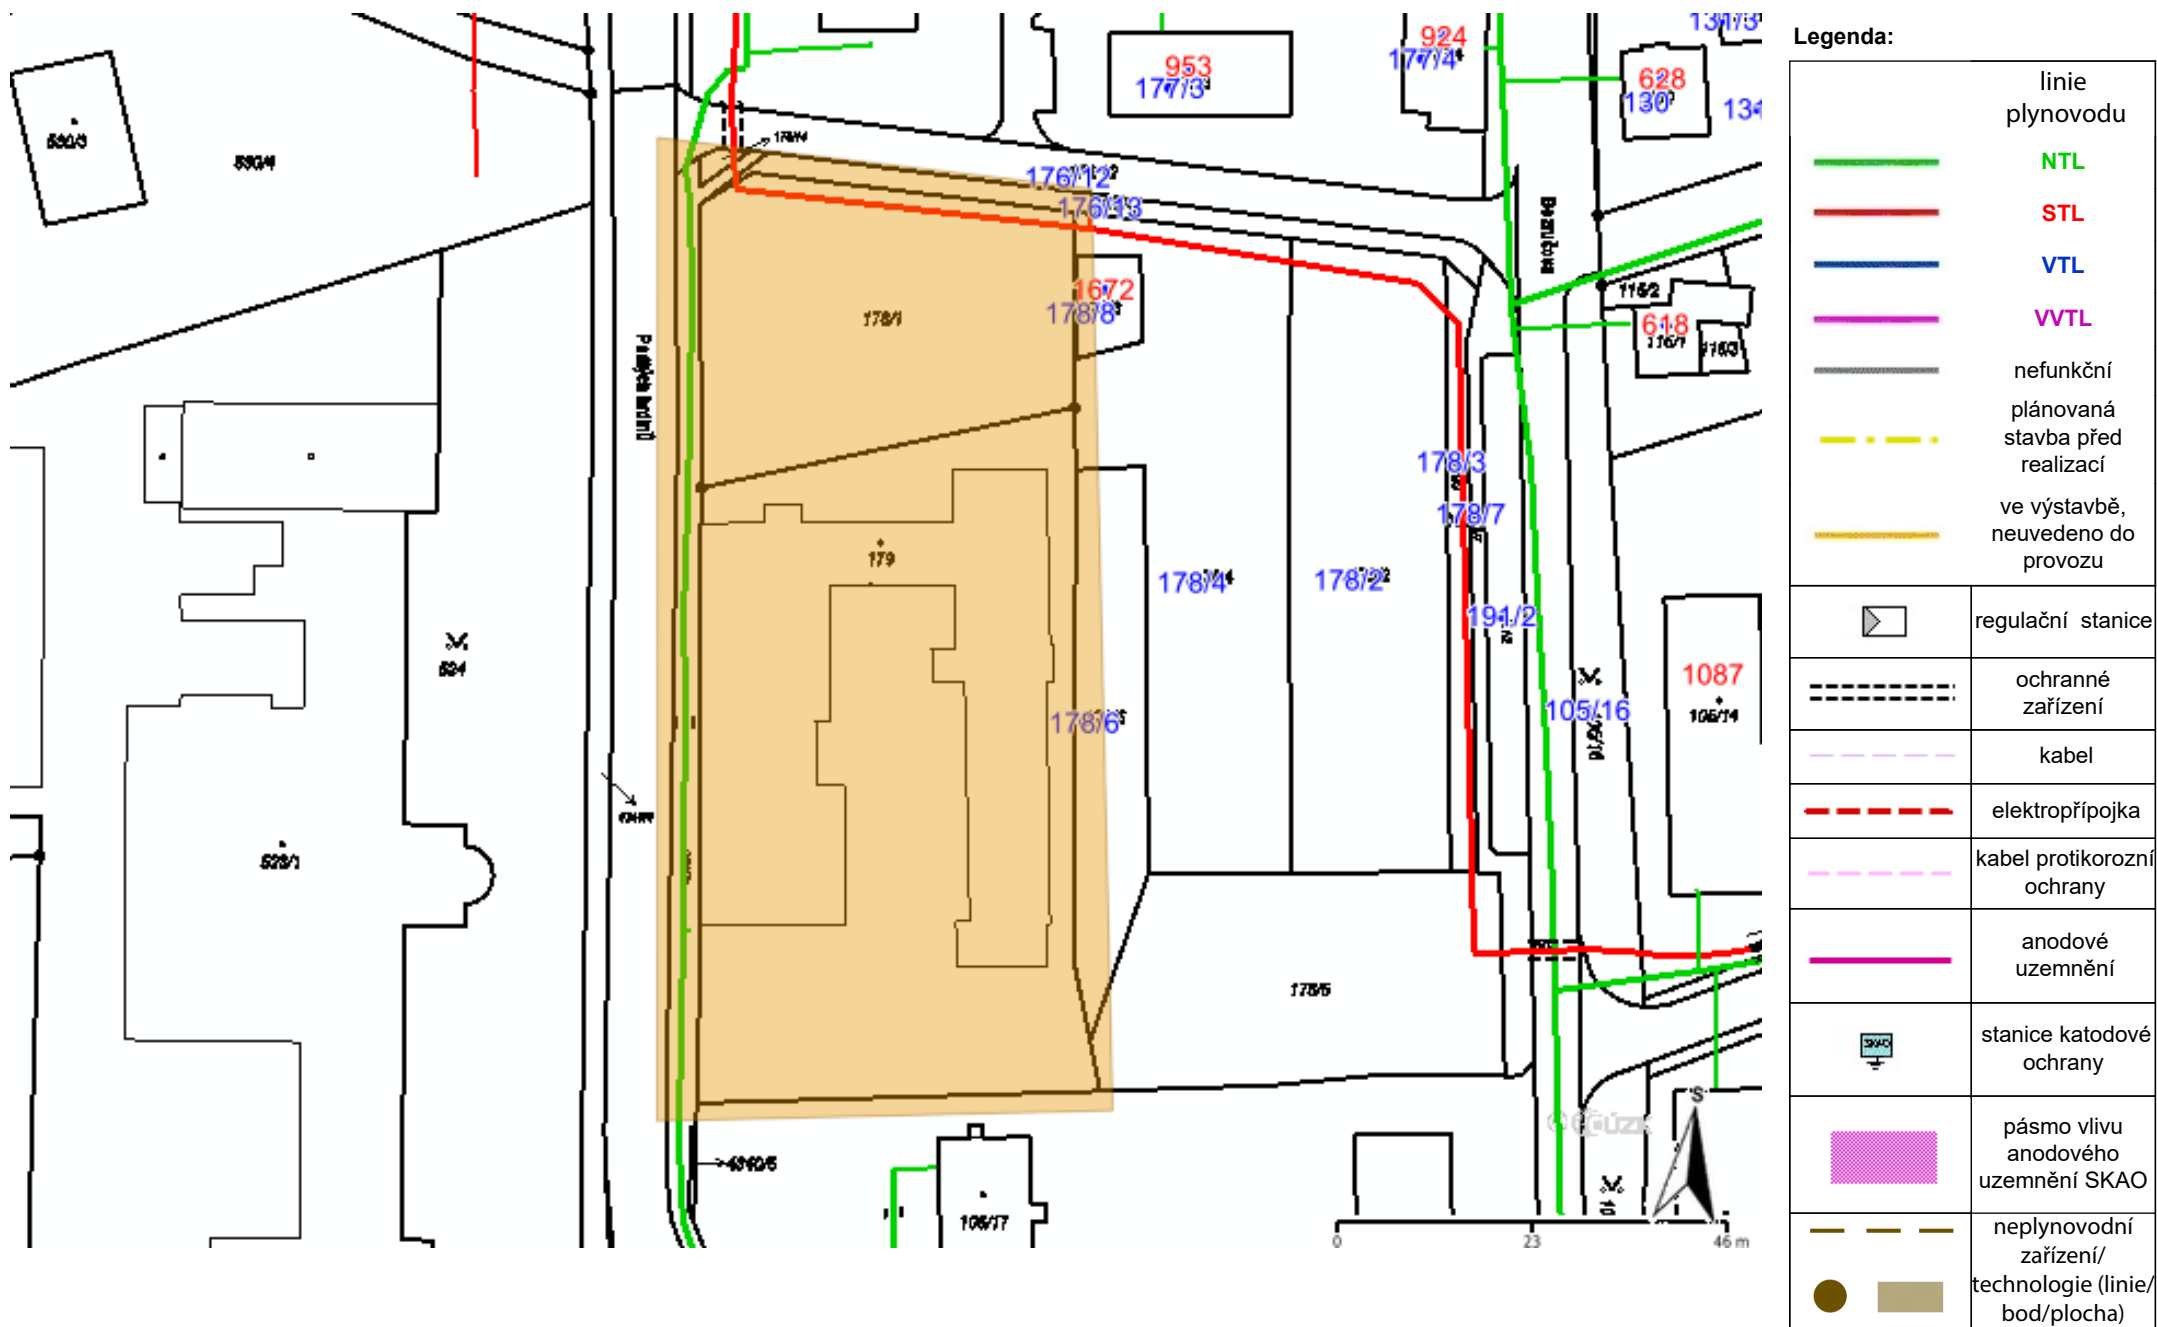 924
177/4
953
177/3
628
130
176/12
176/13
1672
178/8
178/1
618
116/1
115/2
178/3
178/7
179
178/4
178/2
191/2
178/6
105/16
1087
105/14
178/5
106/17
0
23
46 m
S
Legenda:
linie
plynovodu
NTL
STL
VTL
VVTL
nefunkční
plánovaná
stavba před
realizací
ve výstavbě,
neuvedeno do
provozu
regulační stanice
ochranné
zařízení
kabel
elektropřípojka
kabel protikorozní
ochrany
anodové
uzemnění
SKAO
stanice katodové
ochrany
pásmo vlivu
anodového
uzemnění SKAO
neplynovodní
zařízení/
technologie (linie/
bod/plocha)